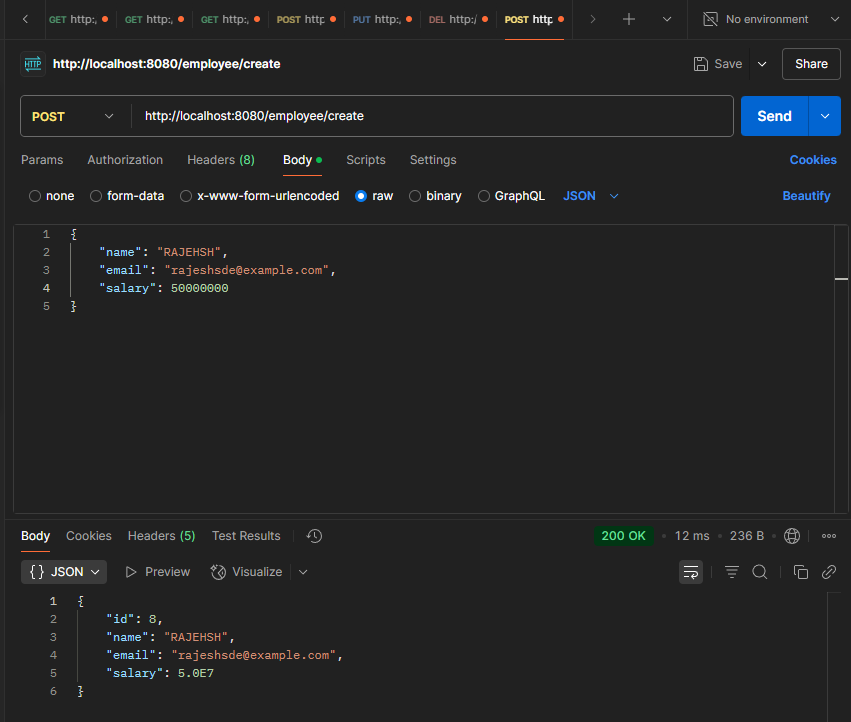 GET http:, GET http:, GET http:, POST http PUT http:, DEL http:/ POST http No environment
HTTP http://localhost:8080/employee/create Save Share
POST http://localhost:8080/employee/create Send
Params Authorization Headers (8) Body Scripts Settings Cookies
none form-data x-www-form-urlencoded raw binary GraphQL JSON Beautify
1 {
2 "name": "RAJEHSH",
3 "email": "rajeshsde@example.com",
4 "salary": 50000000
5 }
Body Cookies Headers (5) Test Results 200 OK • 12 ms • 236 B •
{} JSON Preview Visualize
1 {
2 "id": 8,
3 "name": "RAJEHSH",
4 "email": "rajeshsde@example.com",
5 "salary": 5.0E7
6 }